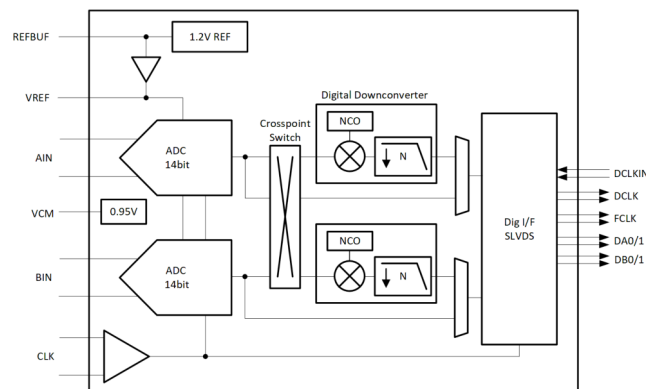 REFBUF
1.2V REF
VREF
Digital Downconverter
NCO
Crosspoint
Switch
ADC
14bit
N
AIN
DCLKIN
DCLK
VCM
0.95V
FCLK
Dig I/F
SLVDS
NCO
DA0/1
DB0/1
BIN
ADC
14bit
N
CLK